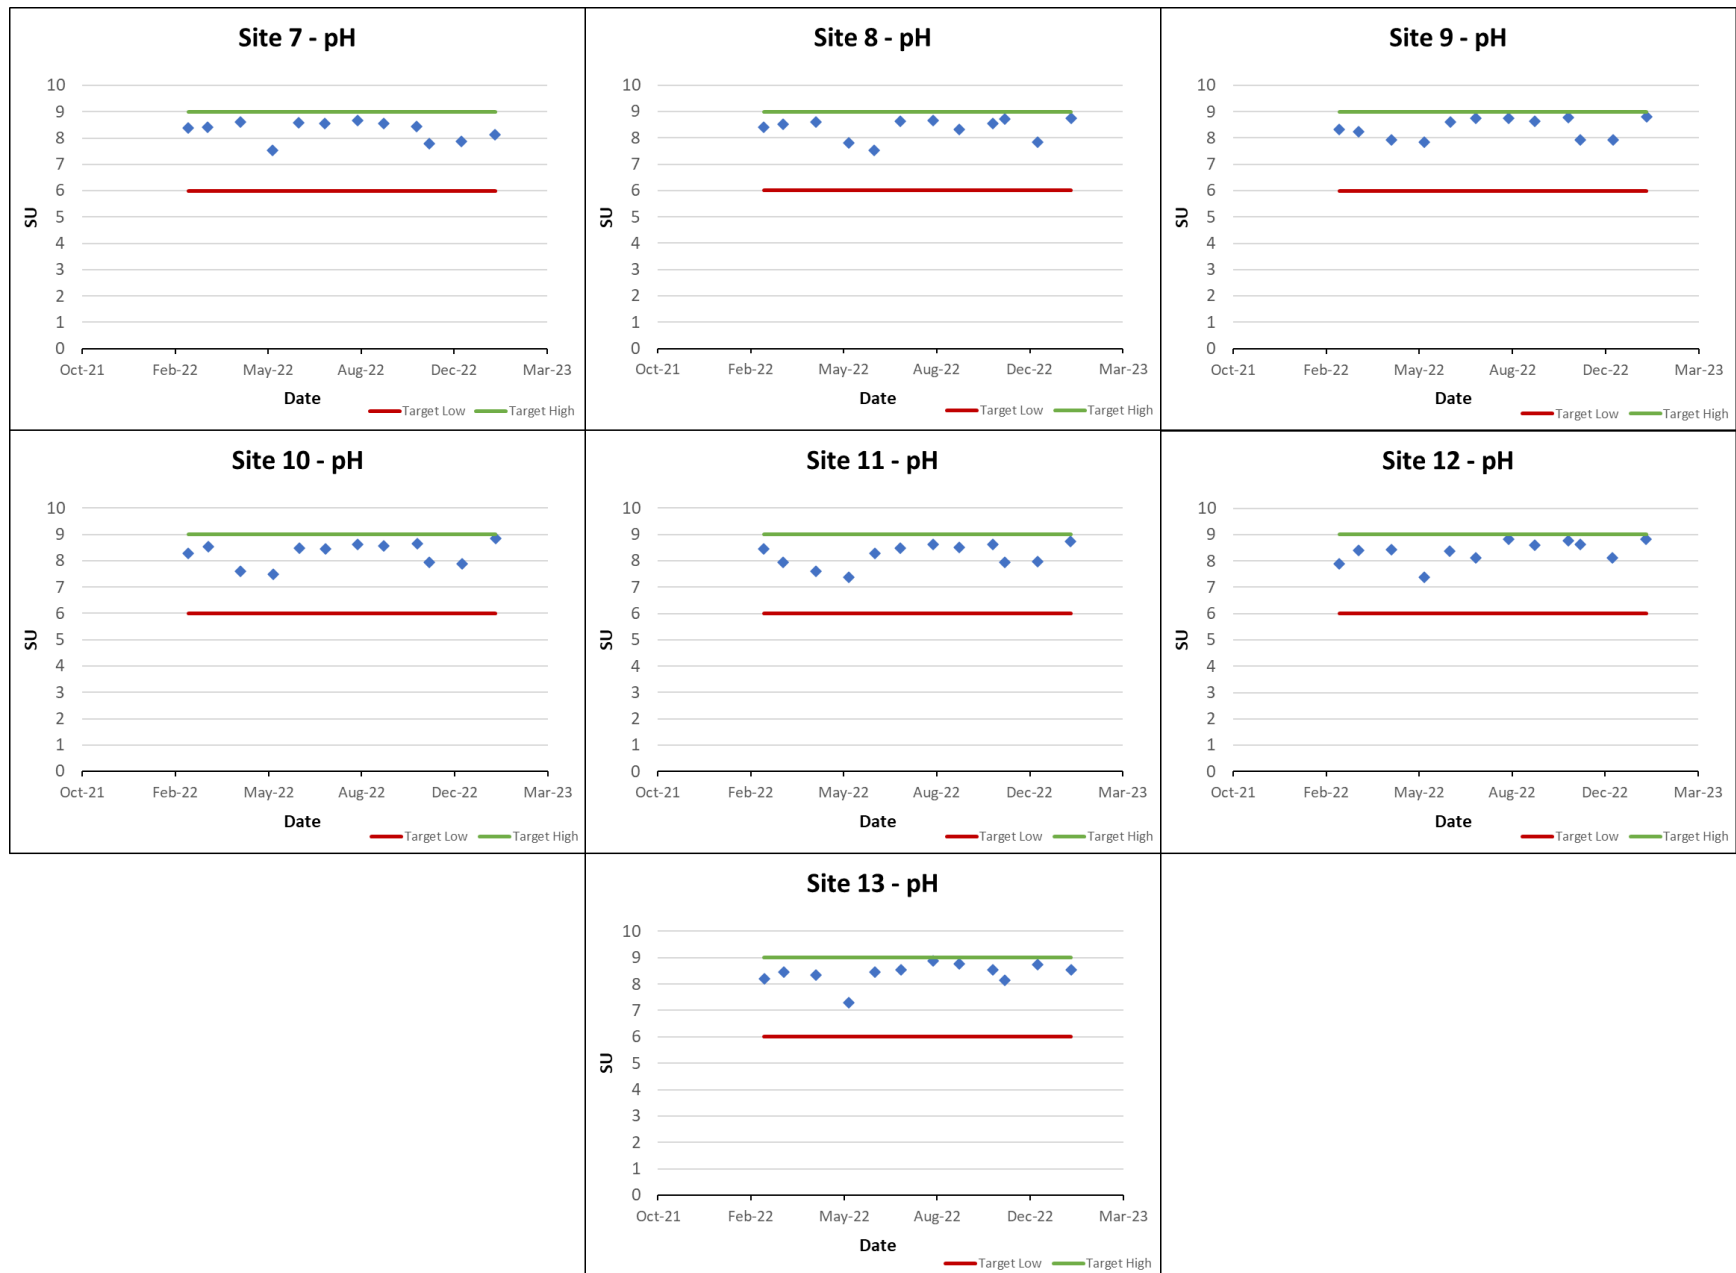 Site 7 - pH
10
9
8
7
6
5
4
3
2
1
0
SU
Oct-21 Feb-22 May-22 Aug-22 Dec-22 Mar-23
Date
Target Low Target High
Site 8 - pH
10
9
8
7
6
5
4
3
2
1
0
SU
Oct-21 Feb-22 May-22 Aug-22 Dec-22 Mar-23
Date
Target Low Target High
Site 9 - pH
10
9
8
7
6
5
4
3
2
1
0
SU
Oct-21 Feb-22 May-22 Aug-22 Dec-22 Mar-23
Date
Target Low Target High
Site 10 - pH
10
9
8
7
6
5
4
3
2
1
0
SU
Oct-21 Feb-22 May-22 Aug-22 Dec-22 Mar-23
Date
Target Low Target High
Site 11 - pH
10
9
8
7
6
5
4
3
2
1
0
SU
Oct-21 Feb-22 May-22 Aug-22 Dec-22 Mar-23
Date
Target Low Target High
Site 12 - pH
10
9
8
7
6
5
4
3
2
1
0
SU
Oct-21 Feb-22 May-22 Aug-22 Dec-22 Mar-23
Date
Target Low Target High
Site 13 - pH
10
9
8
7
6
5
4
3
2
1
0
SU
Oct-21 Feb-22 May-22 Aug-22 Dec-22 Mar-23
Date
Target Low Target High